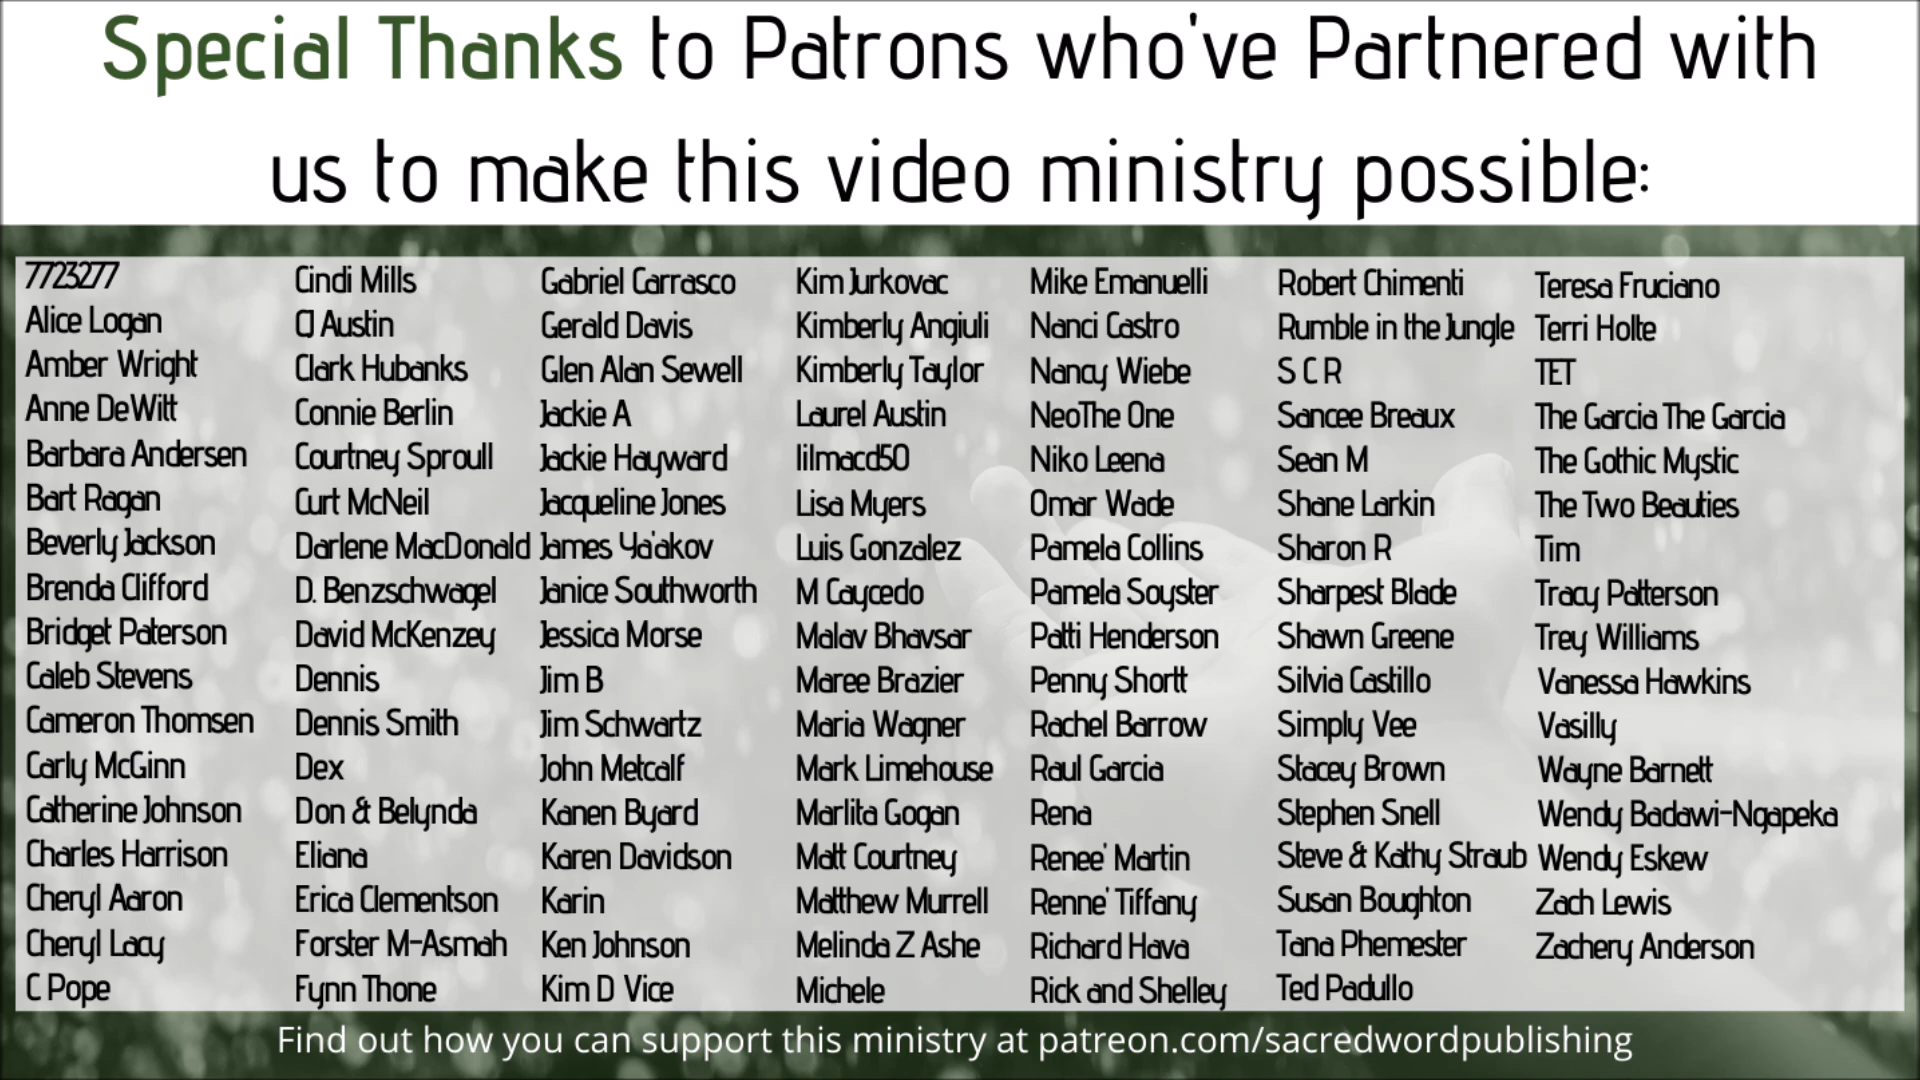 Special Thanks to Patrons who've Partnered with
us to make this video ministry possible:
7723277
Alice Logan
Amber Wright
Anne DeWitt
Barbara Andersen
Bart Ragan
Beverly Jackson
Brenda Clifford
Bridget Paterson
Caleb Stevens
Cameron Thomsen
Carly McGinn
Catherine Johnson
Charles Harrison
Cheryl Aaron
Cheryl Lacy
C Pope
Cindi Mills
CJ Austin
Clark Hubanks
Connie Berlin
Courtney Sproull
Curt McNeil
Darlene MacDonald
D. Benzschwagel
David McKenzey
Dennis
Dennis Smith
Dex
Don & Belynda
Eliana
Erica Clementson
Forster M-Asmah
Fynn Thone
Gabriel Carrasco
Gerald Davis
Glen Alan Sewell
Jackie A
Jackie Hayward
Jacqueline Jones
James Ya'akov
Janice Southworth
Jessica Morse
Jim B
Jim Schwartz
John Metcalf
Kanen Byard
Karen Davidson
Karin
Ken Johnson
Kim D Vice
Kim Jurkovac
Kimberly Angiuli
Kimberly Taylor
Laurel Austin
lilmacd50
Lisa Myers
Luis Gonzalez
M Caycedo
Malav Bhavsar
Maree Brazier
Maria Wagner
Mark Limehouse
Marlita Gogan
Matt Courtney
Matthew Murrell
Melinda Z Ashe
Michele
Mike Emanuelli
Nanci Castro
Nancy Wiebe
NeoThe One
Niko Leena
Omar Wade
Pamela Collins
Pamela Soyster
Patti Henderson
Penny Shortt
Rachel Barrow
Raul Garcia
Rena
Renee' Martin
Renne' Tiffany
Richard Hava
Rick and Shelley
Robert Chimenti
Rumble in the Jungle
S C R
Sancee Breaux
Sean M
Shane Larkin
Sharon R
Sharpest Blade
Shawn Greene
Silvia Castillo
Simply Vee
Stacey Brown
Stephen Snell
Steve & Kathy Straub
Susan Boughton
Tana Phemester
Ted Padullo
Teresa Fruciano
Terri Holte
TET
The Garcia The Garcia
The Gothic Mystic
The Two Beauties
Tim
Tracy Patterson
Trey Williams
Vanessa Hawkins
Vasilly
Wayne Barnett
Wendy Badawi-Ngapeka
Wendy Eskew
Zach Lewis
Zachery Anderson
Find out how you can support this ministry at patreon.com/sacredwordpublishing